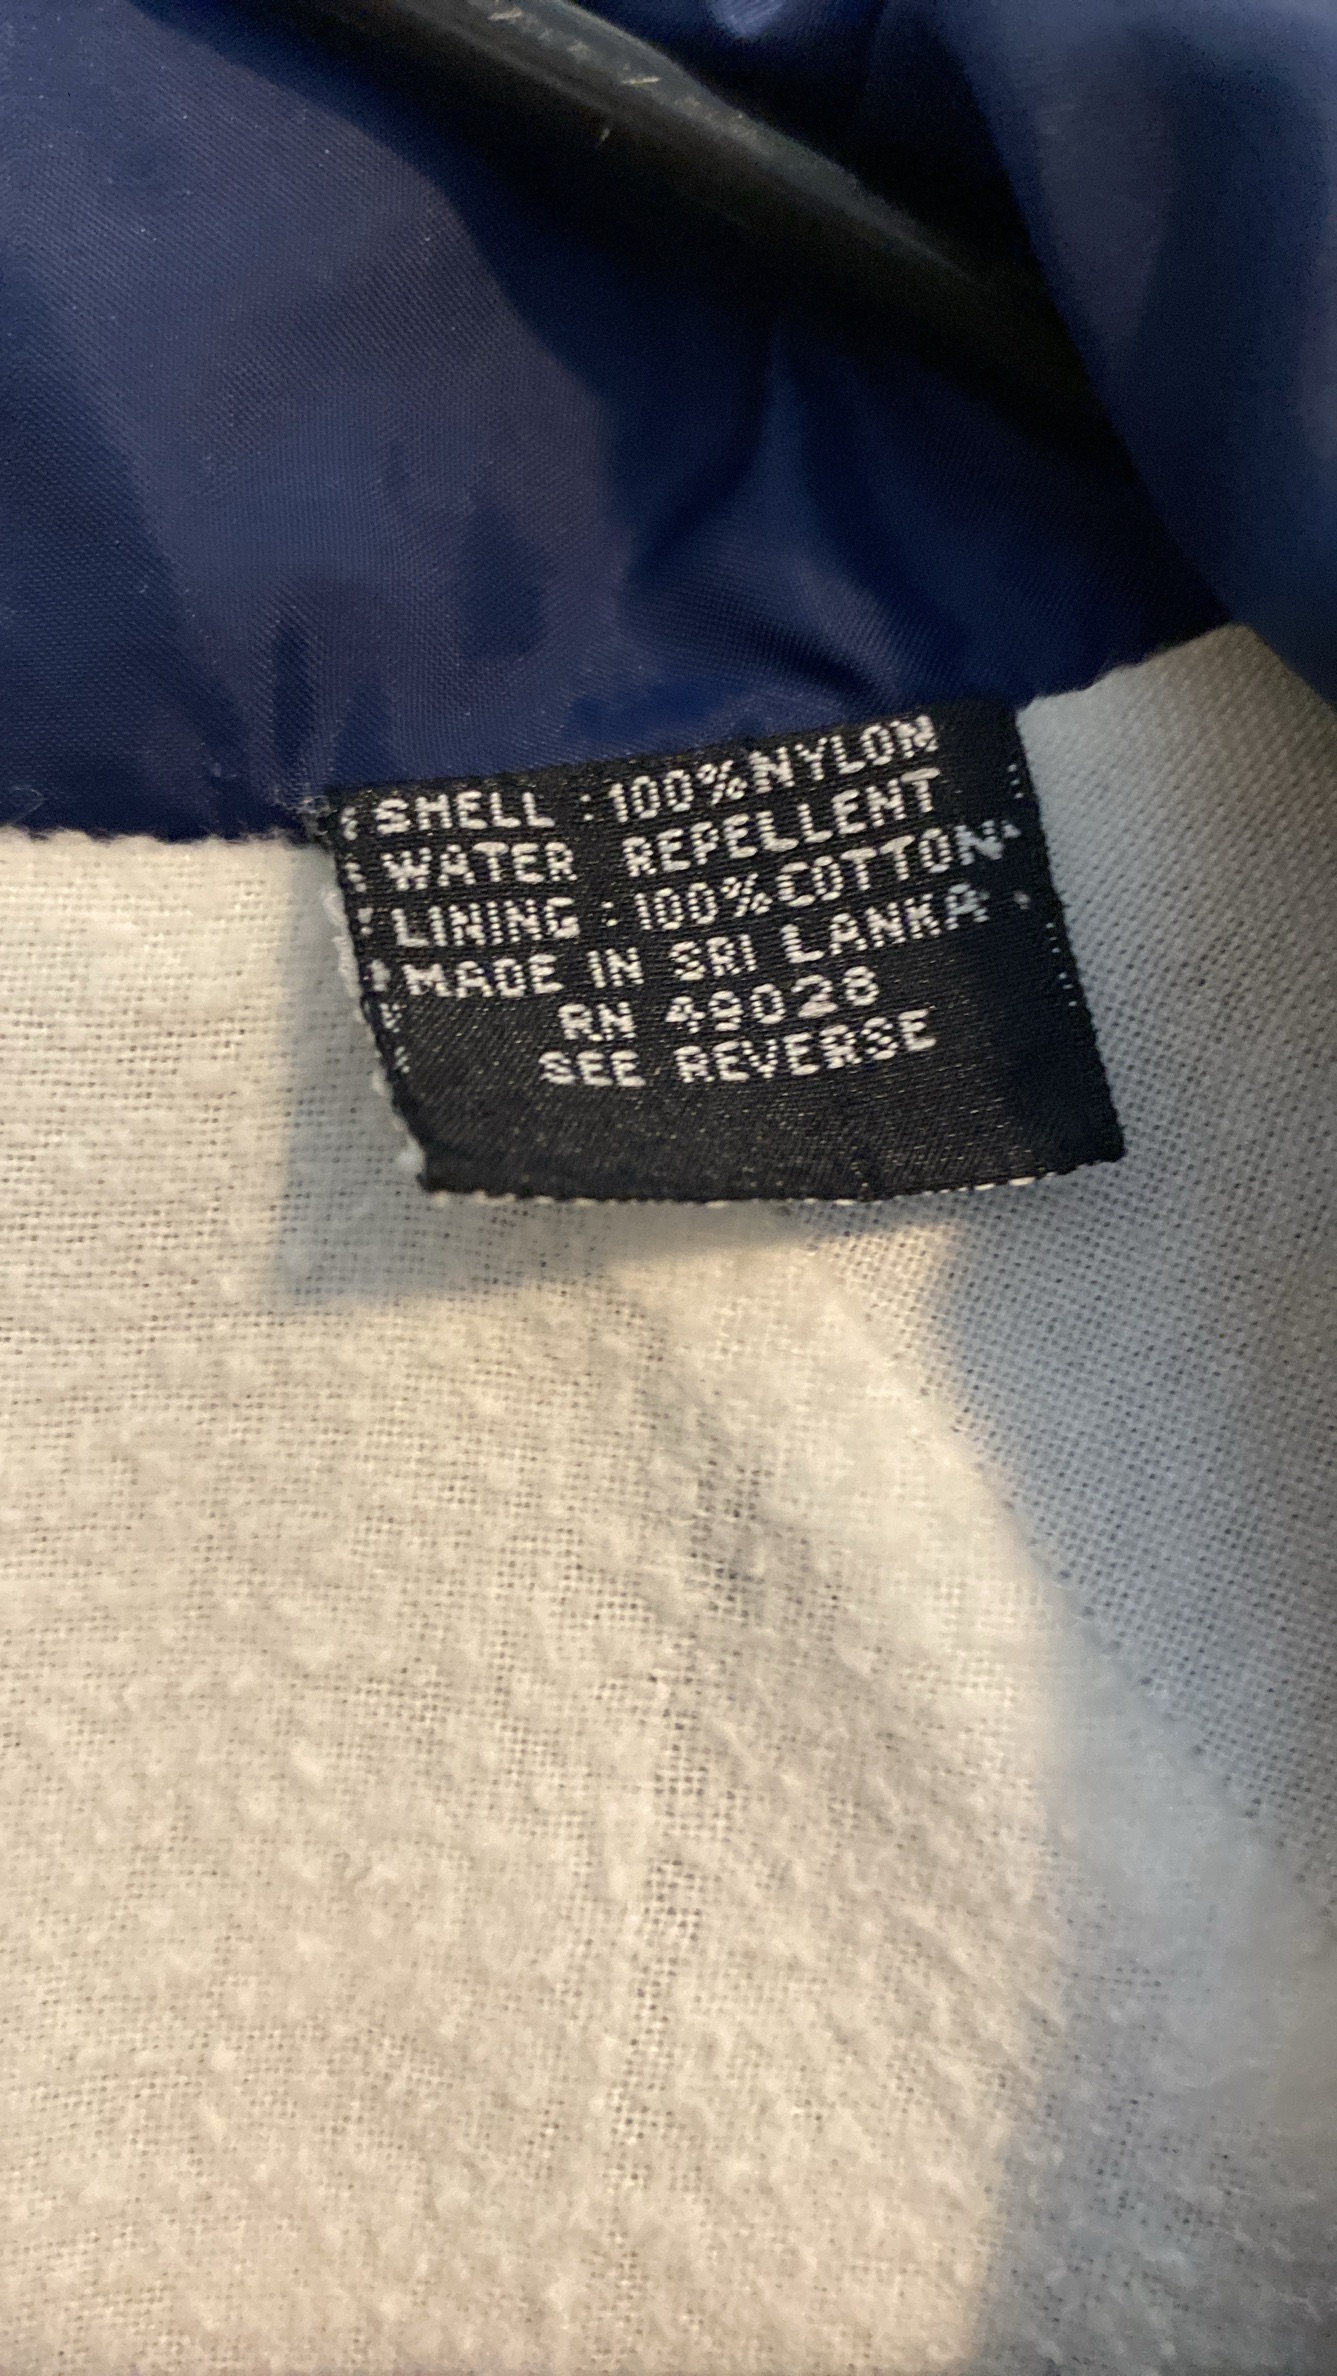 SHELL :100%NYLON
WATER REPELLENT
LINING :100%COTTON
MADE IN SRI LANKA
RN 49028
SEE REVERSE